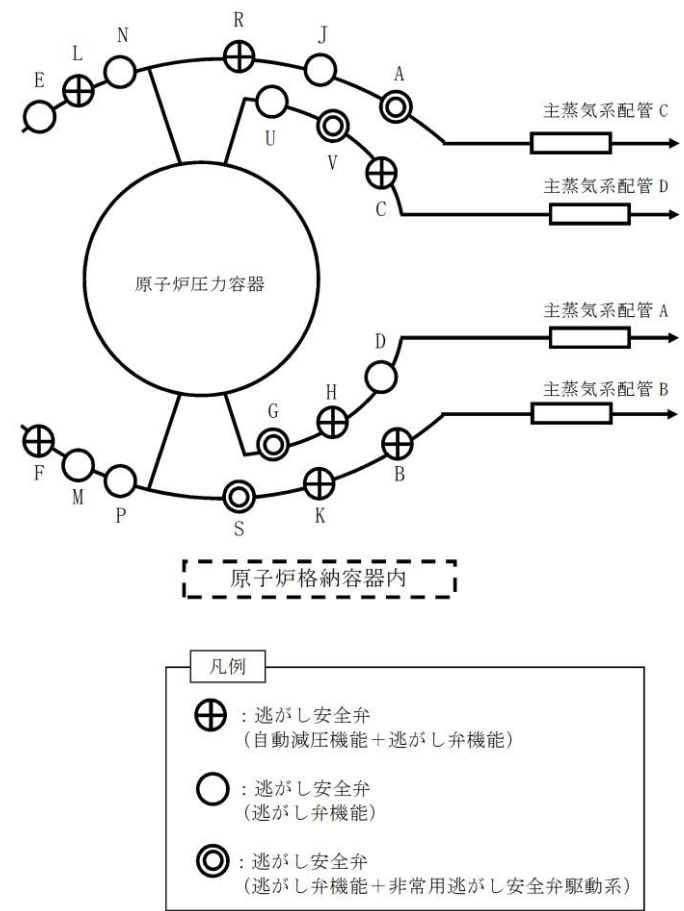 R
J
N
L
A
E
主蒸気系配管 C
U
V
主蒸気系配管 D
C
原子炉圧力容器
主蒸気系配管 A
D
H
主蒸気系配管 B
G
F
B
M
P
K
S
原子炉格納容器内
凡例
：逃がし安全弁
（自動減圧機能＋逃がし弁機能）
：逃がし安全弁
（逃がし弁機能）
：逃がし安全弁
（逃がし弁機能＋非常用逃がし安全弁駆動系）